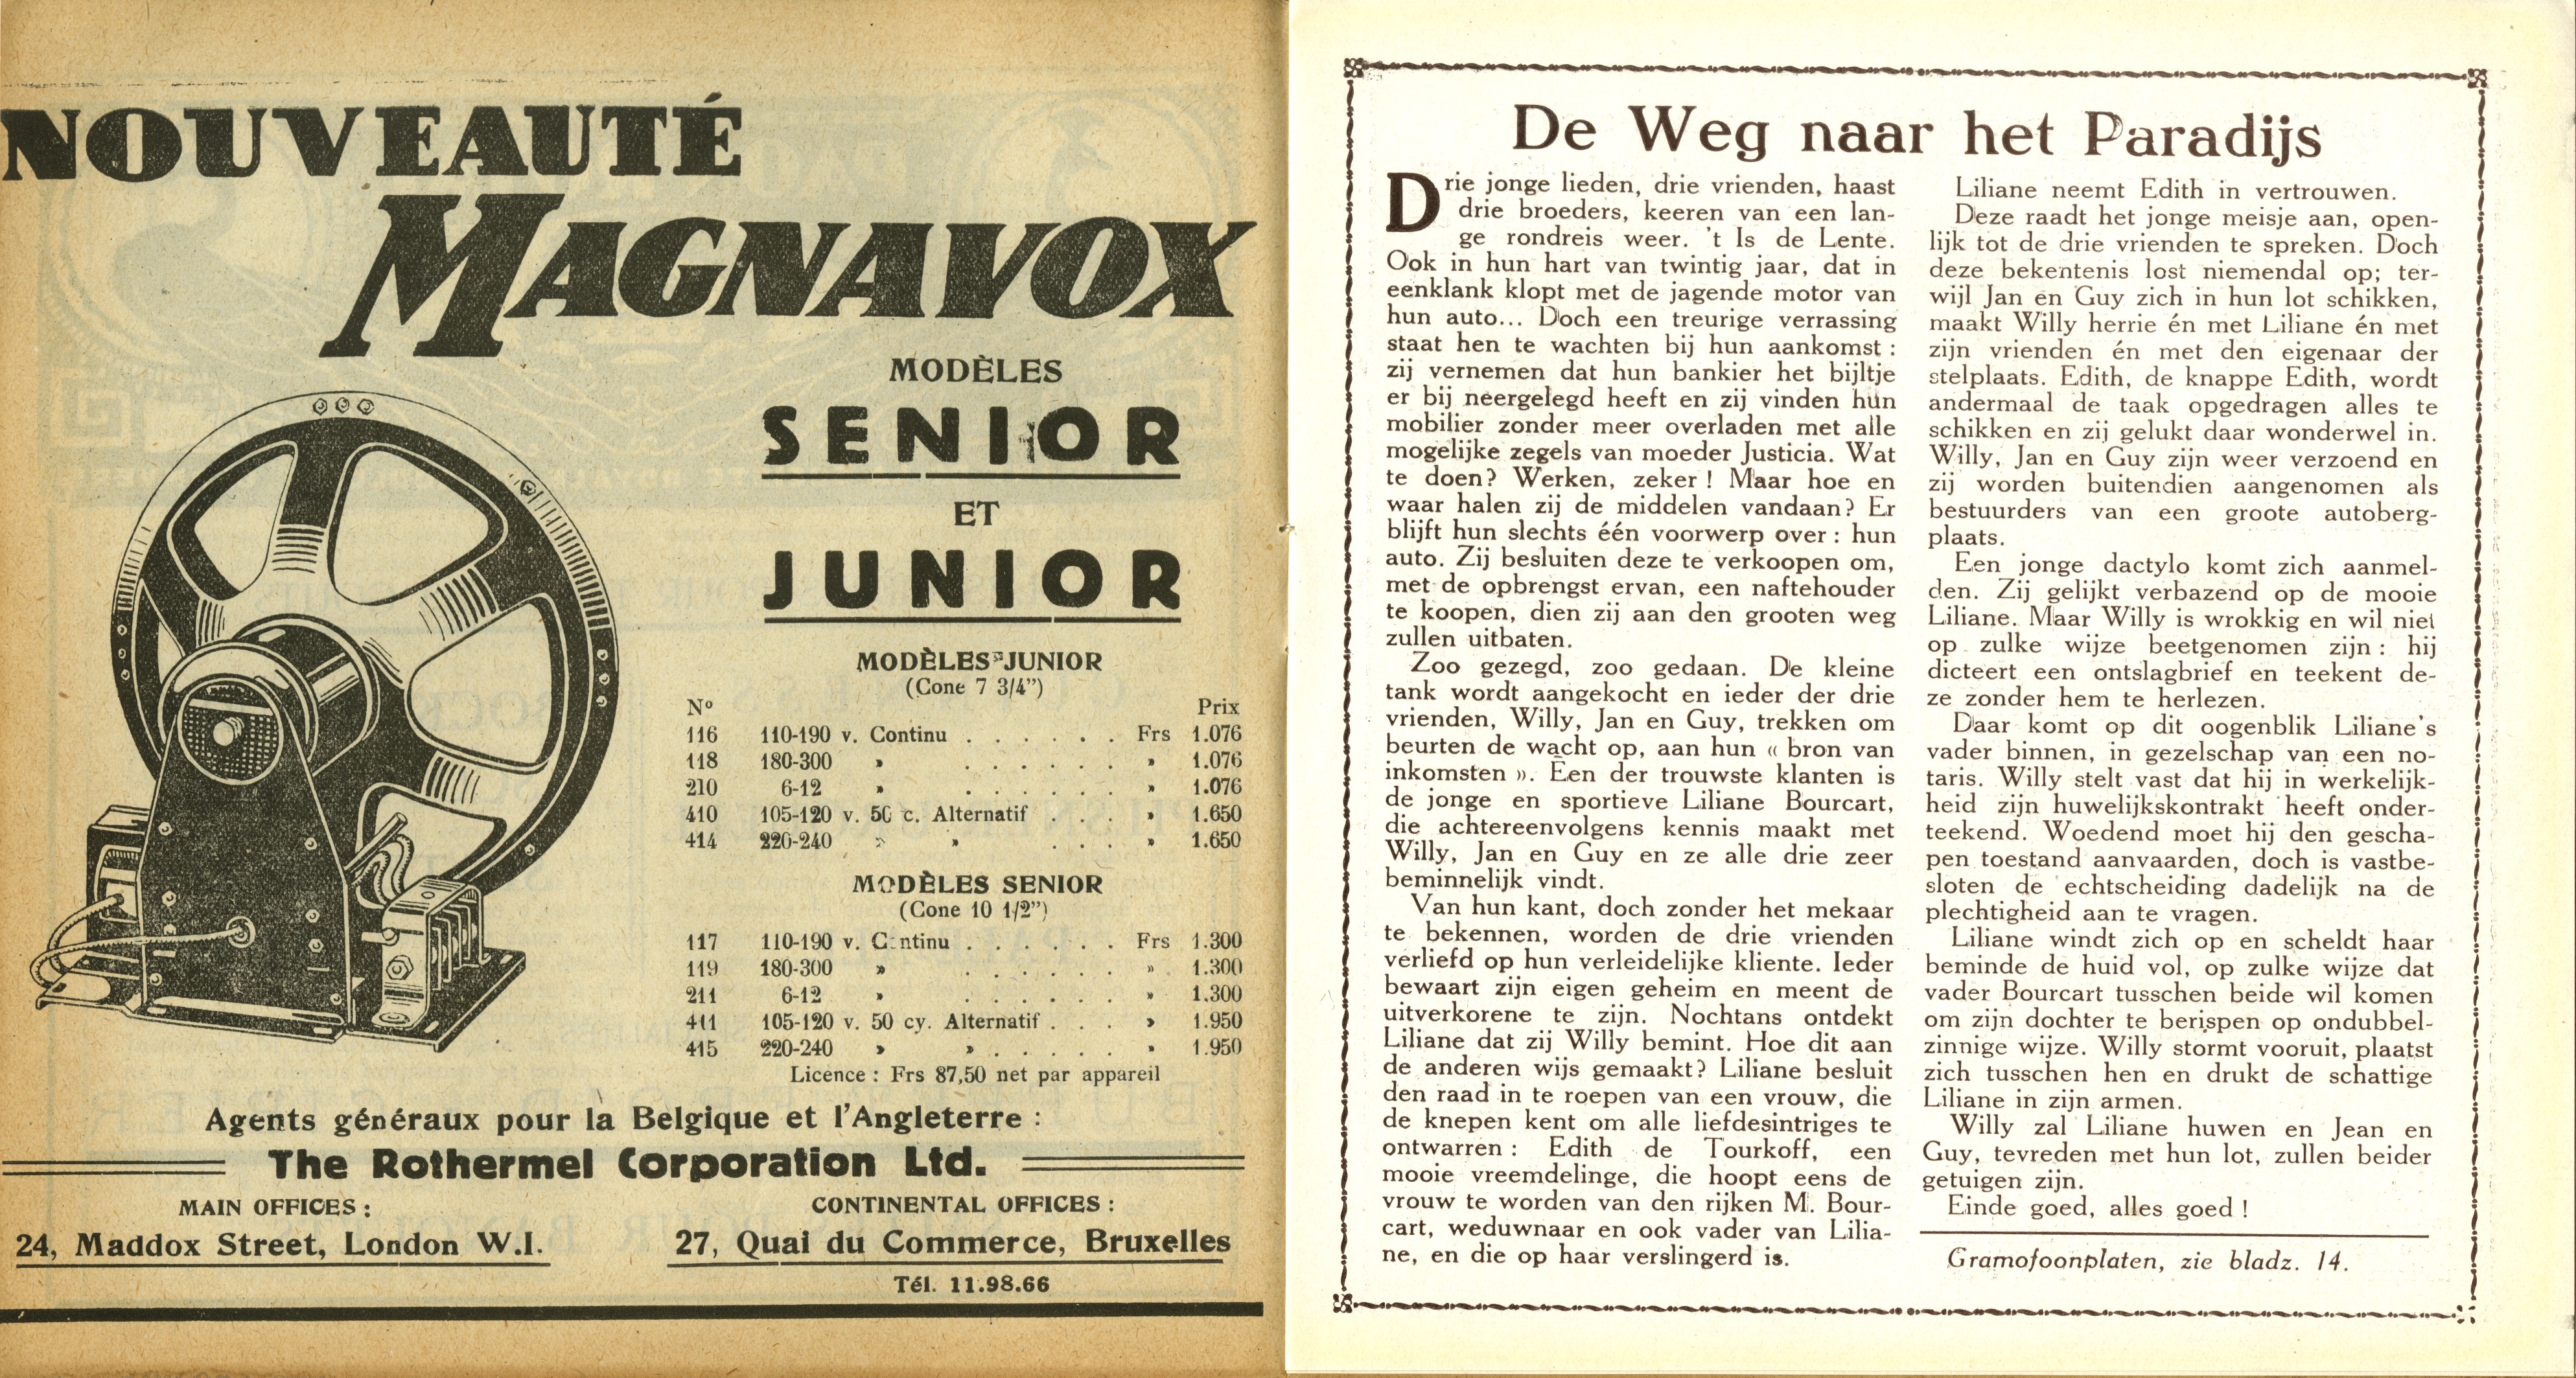 NOUVEAUTÉ
MAGNAVOX
MODÈLES
SENIOR
ET
JUNIOR
MODÈLES JUNIOR
(Cone 7 3/4")
No Prix
116 110-190 v. Continu . . . . . . Frs 1.076
118 180-300 » . . . . . . » 1.076
210 6-12 » . . . . . . » 1.076
410 105-120 v. 50 c. Alternatif . . . » 1.650
414 220-240 » » . . . » 1.650
MODÈLES SENIOR
(Cone 10 1/2")
117 110-190 v. Continu . . . . . . Frs 1.300
119 180-300 » . . . . . . » 1.300
211 6-12 » . . . . . . » 1.300
411 105-120 v. 50 cy. Alternatif . . . » 1.950
415 220-240 » » . . . . . » 1.950
Licence : Frs 87,50 net par appareil
Agents généraux pour la Belgique et l'Angleterre :
The Rothermel Corporation Ltd.
MAIN OFFICES :
24, Maddox Street, London W.I.
CONTINENTAL OFFICES :
27, Quai du Commerce, Bruxelles
Tél. 11.98.66
De Weg naar het Paradijs
Drie jonge lieden, drie vrienden, haast
drie broeders, keeren van een lan-
ge rondreis weer. 't Is de Lente.
Ook in hun hart van twintig jaar, dat in
eenklank klopt met de jagende motor van
hun auto... Doch een treurige verrassing
staat hen te wachten bij hun aankomst :
zij vernemen dat hun bankier het bijltje
er bij neergelegd heeft en zij vinden hun
mobilier zonder meer overladen met alle
mogelijke zegels van moeder Justicia. Wat
te doen? Werken, zeker ! Maar hoe en
waar halen zij de middelen vandaan? Er
blijft hun slechts één voorwerp over : hun
auto. Zij besluiten deze te verkoopen om,
met de opbrengst ervan, een naftehouder
te koopen, dien zij aan den grooten weg
zullen uitbaten.
Zoo gezegd, zoo gedaan. De kleine
tank wordt aangekocht en ieder der drie
vrienden, Willy, Jan en Guy, trekken om
beurten de wacht op, aan hun « bron van
inkomsten ». Een der trouwste klanten is
de jonge en sportieve Liliane Bourcart,
die achtereenvolgens kennis maakt met
Willy, Jan en Guy en ze alle drie zeer
beminnelijk vindt.
Van hun kant, doch zonder het mekaar
te bekennen, worden de drie vrienden
verliefd op hun verleidelijke kliente. Ieder
bewaart zijn eigen geheim en meent de
uitverkorene te zijn. Nochtans ontdekt
Liliane dat zij Willy bemint. Hoe dit aan
de anderen wijs gemaakt? Liliane besluit
den raad in te roepen van een vrouw, die
de knepen kent om alle liefdesintriges te
ontwarren : Edith de Tourkoff, een
mooie vreemdelinge, die hoopt eens de
vrouw te worden van den rijken M. Bour-
cart, weduwnaar en ook vader van Lilia-
ne, en die op haar verslingerd is.
Liliane neemt Edith in vertrouwen.
Deze raadt het jonge meisje aan, open-
lijk tot de drie vrienden te spreken. Doch
deze bekentenis lost niemendal op; ter-
wijl Jan en Guy zich in hun lot schikken,
maakt Willy herrie én met Liliane én met
zijn vrienden én met den eigenaar der
stelplaats. Edith, de knappe Edith, wordt
andermaal de taak opgedragen alles te
schikken en zij gelukt daar wonderwel in.
Willy, Jan en Guy zijn weer verzoend en
zij worden buitendien aangenomen als
bestuurders van een groote autoberg-
plaats.
Een jonge dactylo komt zich aanmel-
den. Zij gelijkt verbazend op de mooie
Liliane. Maar Willy is wrokkig en wil niet
op zulke wijze beetgenomen zijn : hij
dicteert een ontslagbrief en teekent de-
ze zonder hem te herlezen.
Daar komt op dit oogenblik Liliane's
vader binnen, in gezelschap van een no-
taris. Willy stelt vast dat hij in werkelijk-
heid zijn huwelijkskontrakt heeft onder-
teekend. Woedend moet hij den gescha-
pen toestand aanvaarden, doch is vastbe-
sloten de echtscheiding dadelijk na de
plechtigheid aan te vragen.
Liliane windt zich op en scheldt haar
beminde de huid vol, op zulke wijze dat
vader Bourcart tusschen beide wil komen
om zijn dochter te berispen op ondubbel-
zinnige wijze. Willy stormt vooruit, plaatst
zich tusschen hen en drukt de schattige
Liliane in zijn armen.
Willy zal Liliane huwen en Jean en
Guy, tevreden met hun lot, zullen beider
getuigen zijn.
Einde goed, alles goed !
Gramofoonplaten, zie bladz. 14.